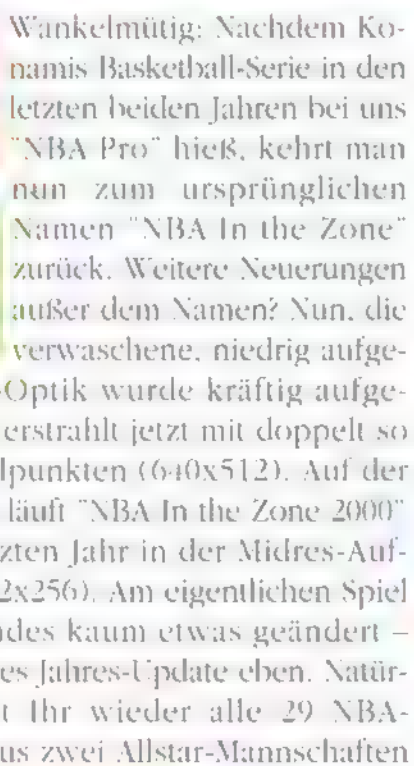 Wankelmütig: Nachdem Ko-
namis Basketball-Serie in den
letzten beiden Jahren bei uns
"NBA Pro" hieß, kehrt man
nun zum ursprünglichen
Namen "NBA In the Zone"
zurück. Weitere Neuerungen
außer dem Namen? Nun, die
verwaschene, niedrig aufge-
-Optik wurde kräftig aufge-
erstrahlt jetzt mit doppelt so
lpunkten (640x512). Auf der
läuft "NBA In the Zone 2000"
zten Jahr in der Midres-Auf-
2x256). Am eigentlichen Spiel
ndes kaum etwas geändert –
es Jahres-Update eben. Natür-
t Ihr wieder alle 29 NBA-
us zwei Allstar-Mannschaften